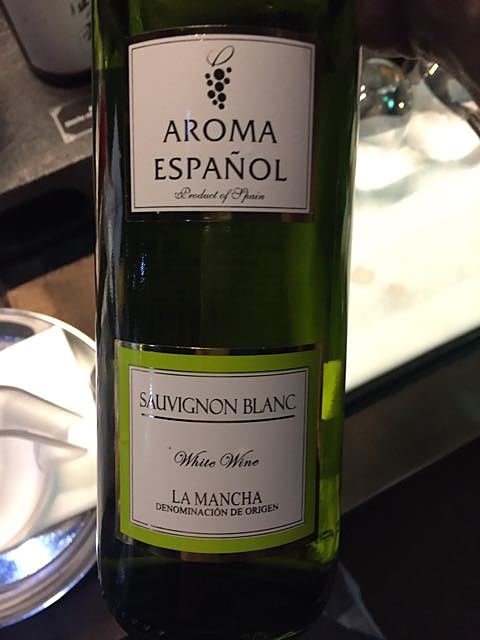 AROMA
ESPAÑOL
Product of Spain
SAUVIGNON BLANC
White Wine
LA MANCHA
DENOMINACIÓN DE ORIGEN